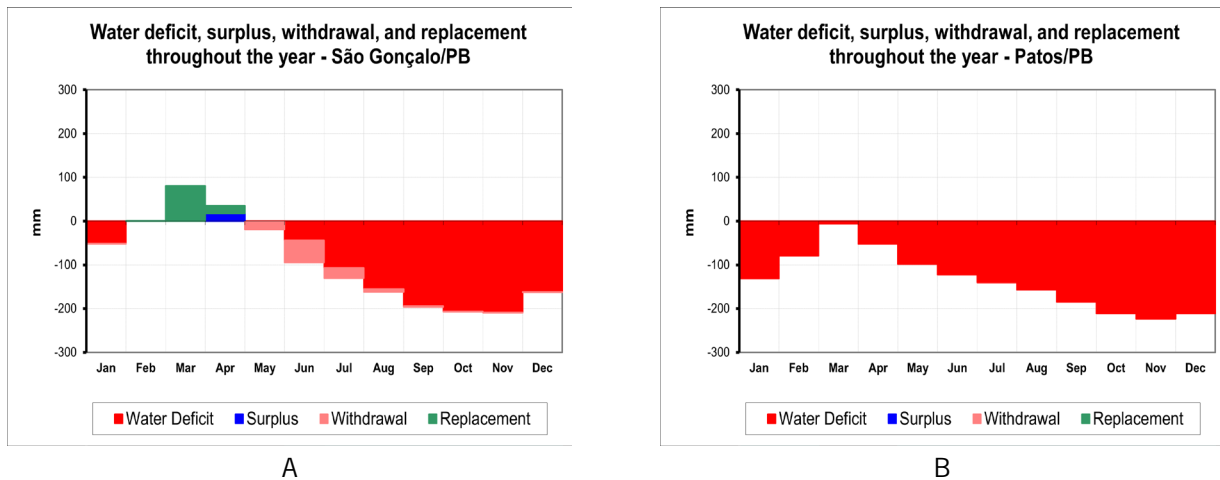 Water deficit, surplus, withdrawal, and replacement
throughout the year - São Gonçalo/PB
300
200
100
0
-100
-200
-300
mm
Jan Feb Mar Apr May Jun Jul Aug Sep Oct Nov Dec
Water Deficit Surplus Withdrawal Replacement
A
Water deficit, surplus, withdrawal, and replacement
throughout the year - Patos/PB
300
200
100
0
-100
-200
-300
mm
Jan Feb Mar Apr May Jun Jul Aug Sep Oct Nov Dec
Water Deficit Surplus Withdrawal Replacement
B